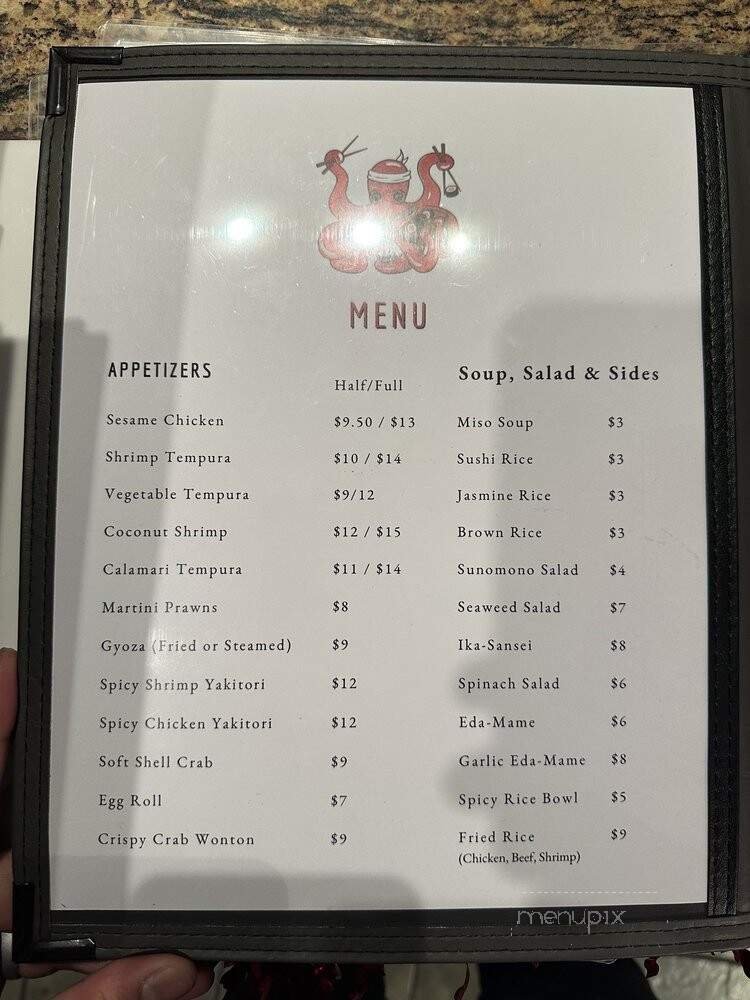 MENU
APPETIZERS
Half/Full
Sesame Chicken $9.50 / $13
Shrimp Tempura $10 / $14
Vegetable Tempura $9/12
Coconut Shrimp $12 / $15
Calamari Tempura $11 / $14
Martini Prawns $8
Gyoza (Fried or Steamed) $9
Spicy Shrimp Yakitori $12
Spicy Chicken Yakitori $12
Soft Shell Crab $9
Egg Roll $7
Crispy Crab Wonton $9
Soup, Salad & Sides
Miso Soup $3
Sushi Rice $3
Jasmine Rice $3
Brown Rice $3
Sunomono Salad $4
Seaweed Salad $7
Ika-Sansei $8
Spinach Salad $6
Eda-Mame $6
Garlic Eda-Mame $8
Spicy Rice Bowl $5
Fried Rice $9
(Chicken, Beef, Shrimp)
menupix